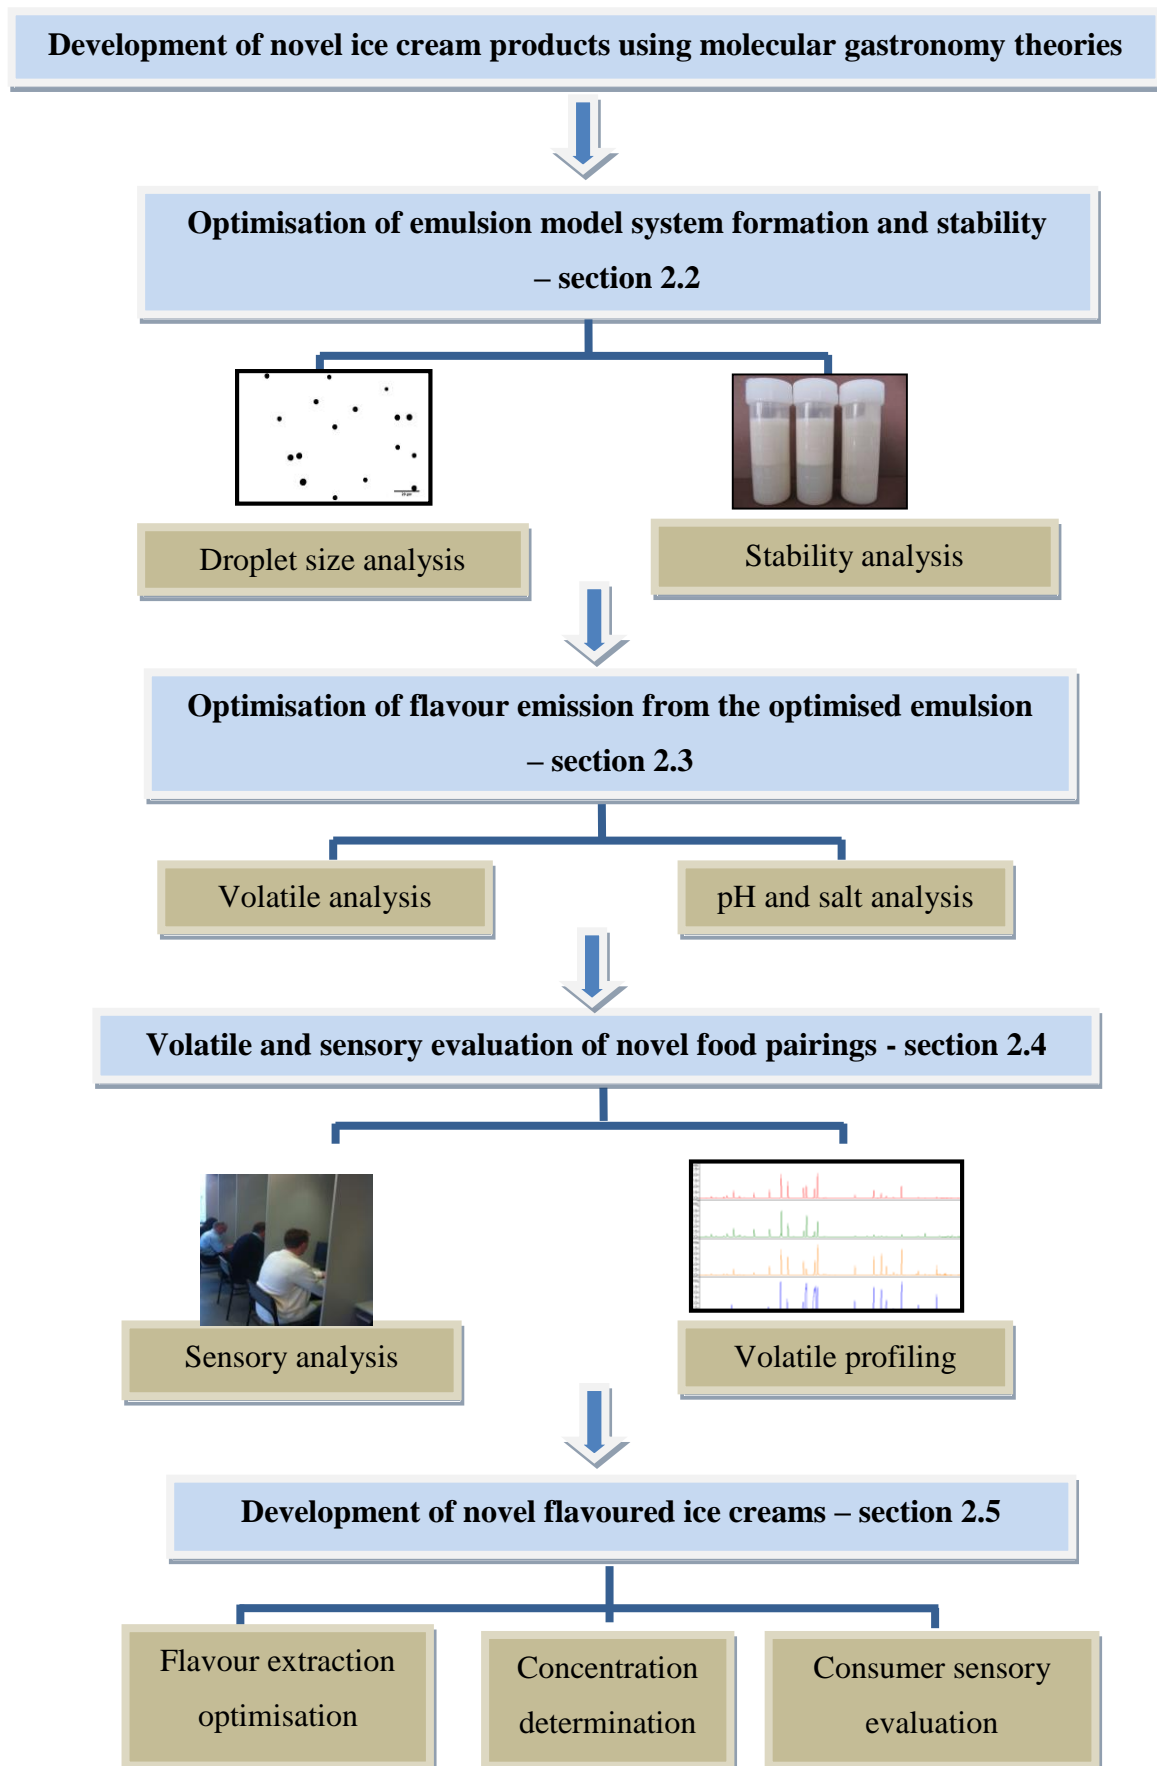 Development of novel ice cream products using molecular gastronomy theories
Optimisation of emulsion model system formation and stability
– section 2.2
Droplet size analysis
Stability analysis
Optimisation of flavour emission from the optimised emulsion
– section 2.3
Volatile analysis
pH and salt analysis
Volatile and sensory evaluation of novel food pairings - section 2.4
Sensory analysis
Volatile profiling
Development of novel flavoured ice creams – section 2.5
Flavour extraction
optimisation
Concentration
determination
Consumer sensory
evaluation